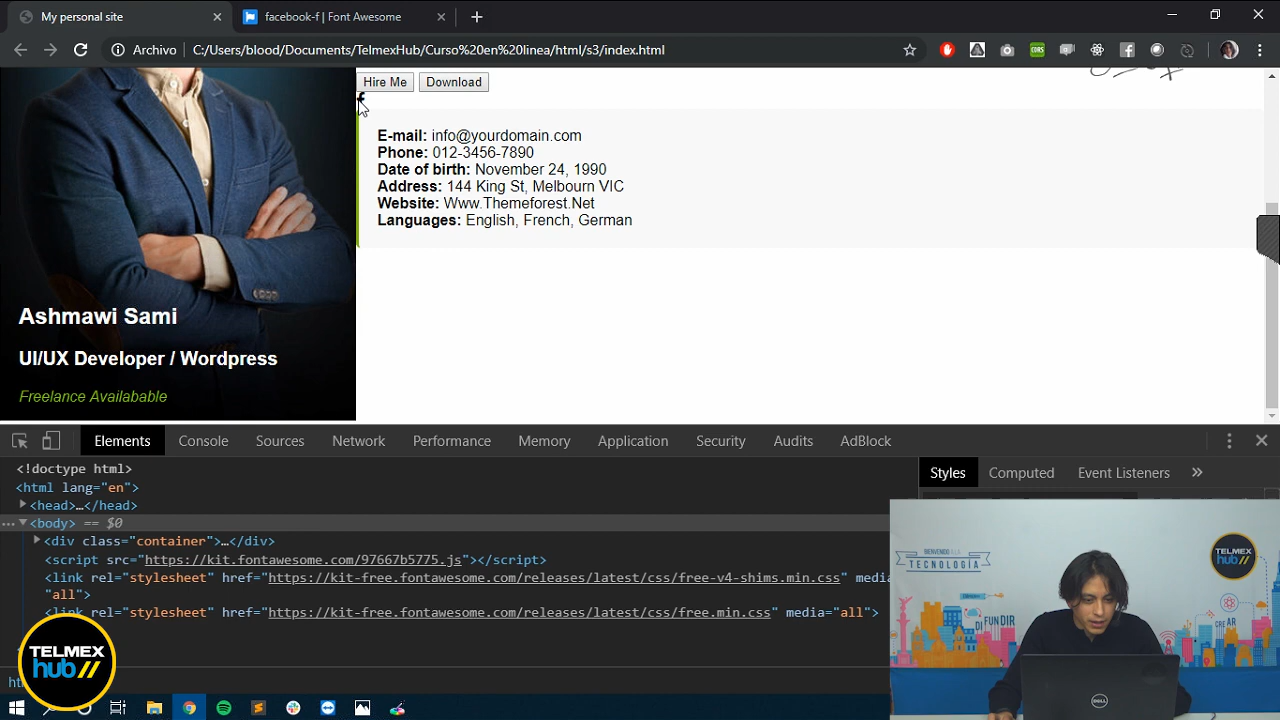 My personal site
facebook-f | Font Awesome
Archivo
C:/Users/blood/Documents/TelmexHub/Curso%20en%20linea/html/s3/index.html
Hire Me
Download
E-mail: info@yourdomain.com
Phone: 012-3456-7890
Date of birth: November 24, 1990
Address: 144 King St, Melbourn VIC
Website: Www.Themeforest.Net
Languages: English, French, German
Ashmawi Sami
UI/UX Developer / Wordpress
Freelance Availabable
Elements Console Sources Network Performance Memory Application Security Audits AdBlock
<!doctype html>
<html lang="en">
<head>…</head>
<body> == $0
<div class="container">…</div>
<script src="https://kit.fontawesome.com/97667b5775.js"></script>
<link rel="stylesheet" href="https://kit-free.fontawesome.com/releases/latest/css/free-v4-shims.min.css" media=
"all">
<link rel="stylesheet" href="https://kit-free.fontawesome.com/releases/latest/css/free.min.css" media="all">
Styles Computed Event Listeners
BIENVENIDO A LA
TECNOLOGÍA
TELMEX
hub
DIFUNDIR
CREAR
DELL
TELMEX
hub//